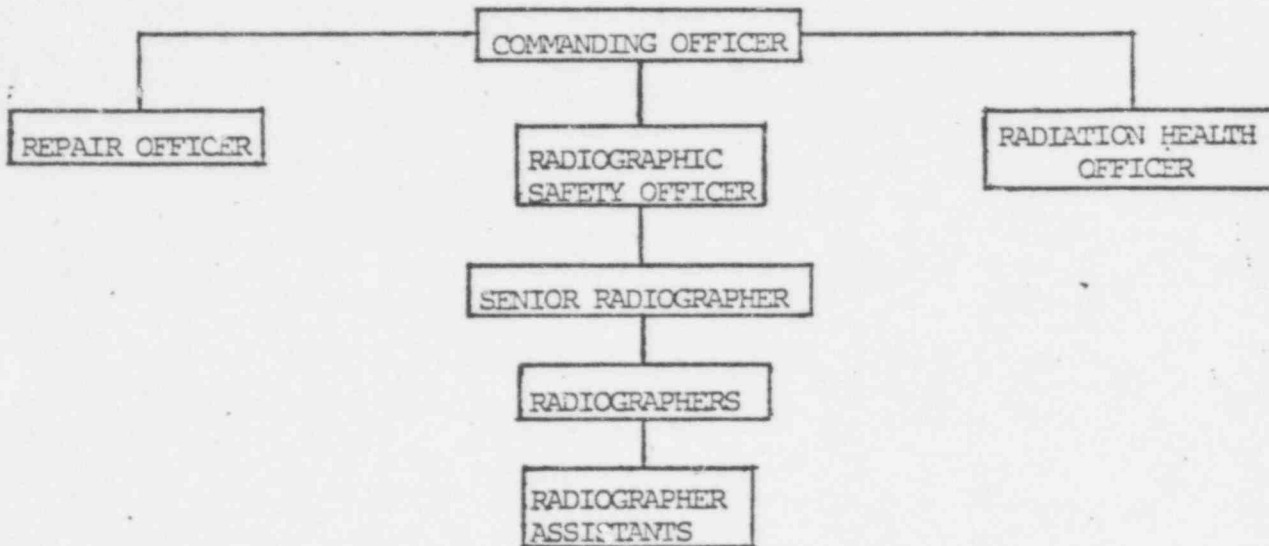 COMMANDING OFFICER
REPAIR OFFICER
RADIOGRAPHIC
SAFETY OFFICER
RADIATION HEALTH
OFFICER
SENIOR RADIOGRAPHER
RADIOGRAPHERS
RADIOGRAPHER
ASSISTANTS